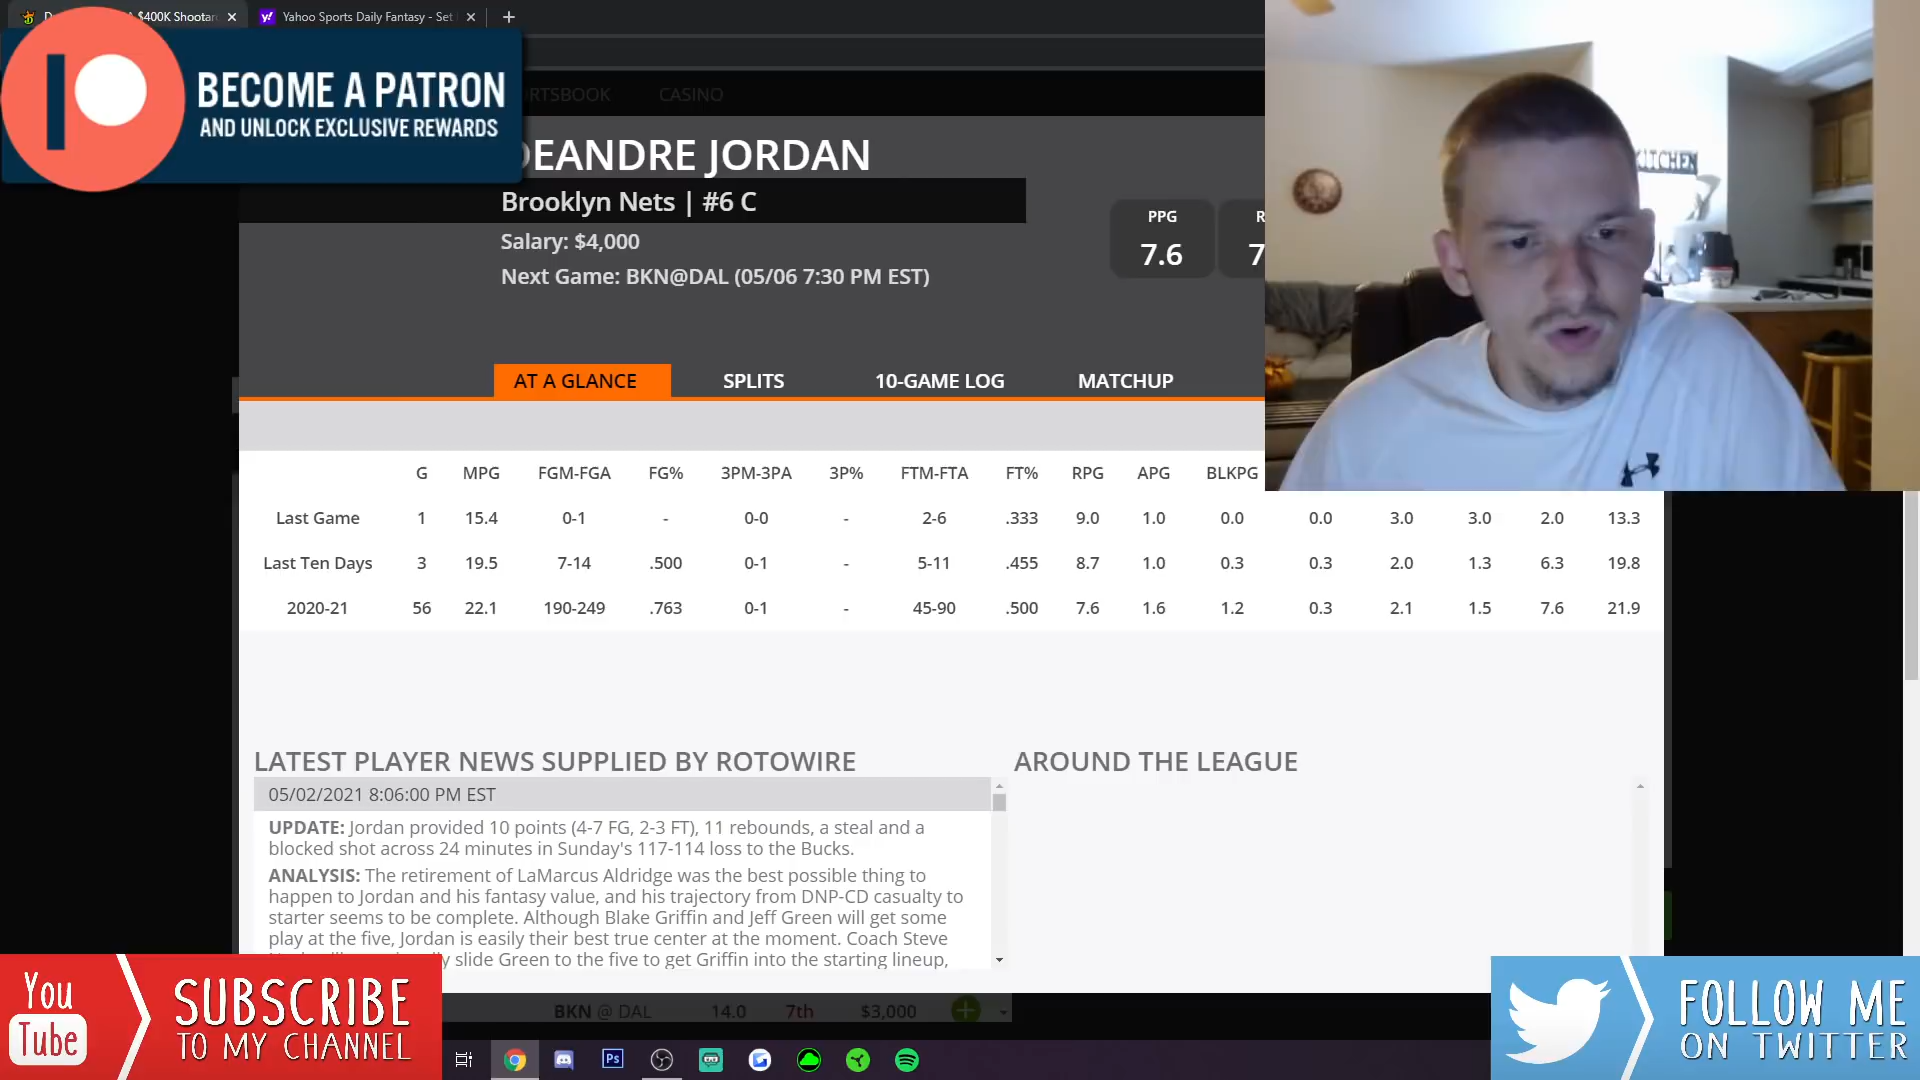 $400K Shootar
Yahoo Sports Daily Fantasy - Set
BECOME A PATRON
AND UNLOCK EXCLUSIVE REWARDS
RTSBOOK CASINO
DEANDRE JORDAN
Brooklyn Nets | #6 C
Salary: $4,000
Next Game: BKN@DAL (05/06 7:30 PM EST)
PPG
7.6
KITCHEN
AT A GLANCE SPLITS 10-GAME LOG MATCHUP
G MPG FGM-FGA FG% 3PM-3PA 3P% FTM-FTA FT% RPG APG BLKPG
Last Game 1 15.4 0-1 - 0-0 - 2-6 .333 9.0 1.0 0.0 0.0 3.0 3.0 2.0 13.3
Last Ten Days 3 19.5 7-14 .500 0-1 - 5-11 .455 8.7 1.0 0.3 0.3 2.0 1.3 6.3 19.8
2020-21 56 22.1 190-249 .763 0-1 - 45-90 .500 7.6 1.6 1.2 0.3 2.1 1.5 7.6 21.9
LATEST PLAYER NEWS SUPPLIED BY ROTOWIRE
05/02/2021 8:06:00 PM EST
UPDATE: Jordan provided 10 points (4-7 FG, 2-3 FT), 11 rebounds, a steal and a
blocked shot across 24 minutes in Sunday's 117-114 loss to the Bucks.
ANALYSIS: The retirement of LaMarcus Aldridge was the best possible thing to
happen to Jordan and his fantasy value, and his trajectory from DNP-CD casualty to
starter seems to be complete. Although Blake Griffin and Jeff Green will get some
play at the five, Jordan is easily their best true center at the moment. Coach Steve
slide Green to the five to get Griffin into the starting lineup,
AROUND THE LEAGUE
BKN @ DAL 14.0 7th $3,000
You Tube
SUBSCRIBE
TO MY CHANNEL
Ps
FOLLOW ME
ON TWITTER